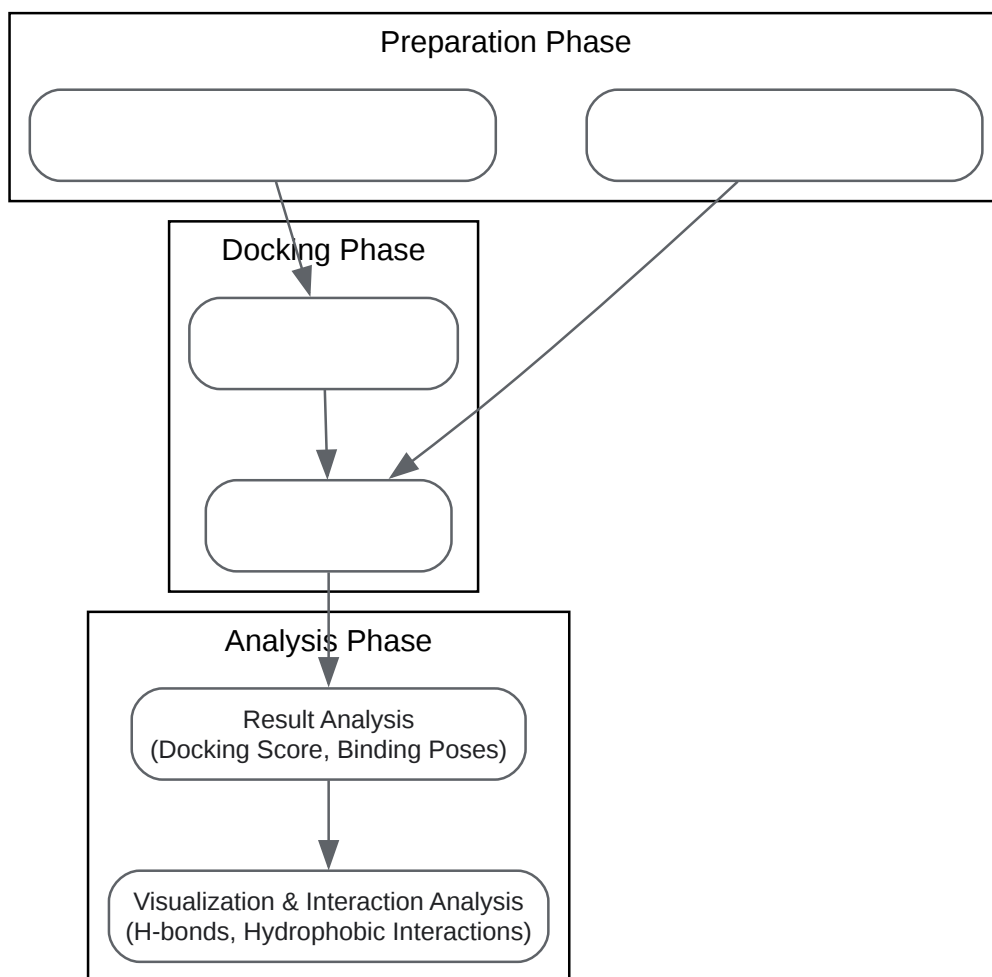 Preparation Phase
Docking Phase
Analysis Phase
Result Analysis
(Docking Score, Binding Poses)
Visualization & Interaction Analysis
(H-bonds, Hydrophobic Interactions)